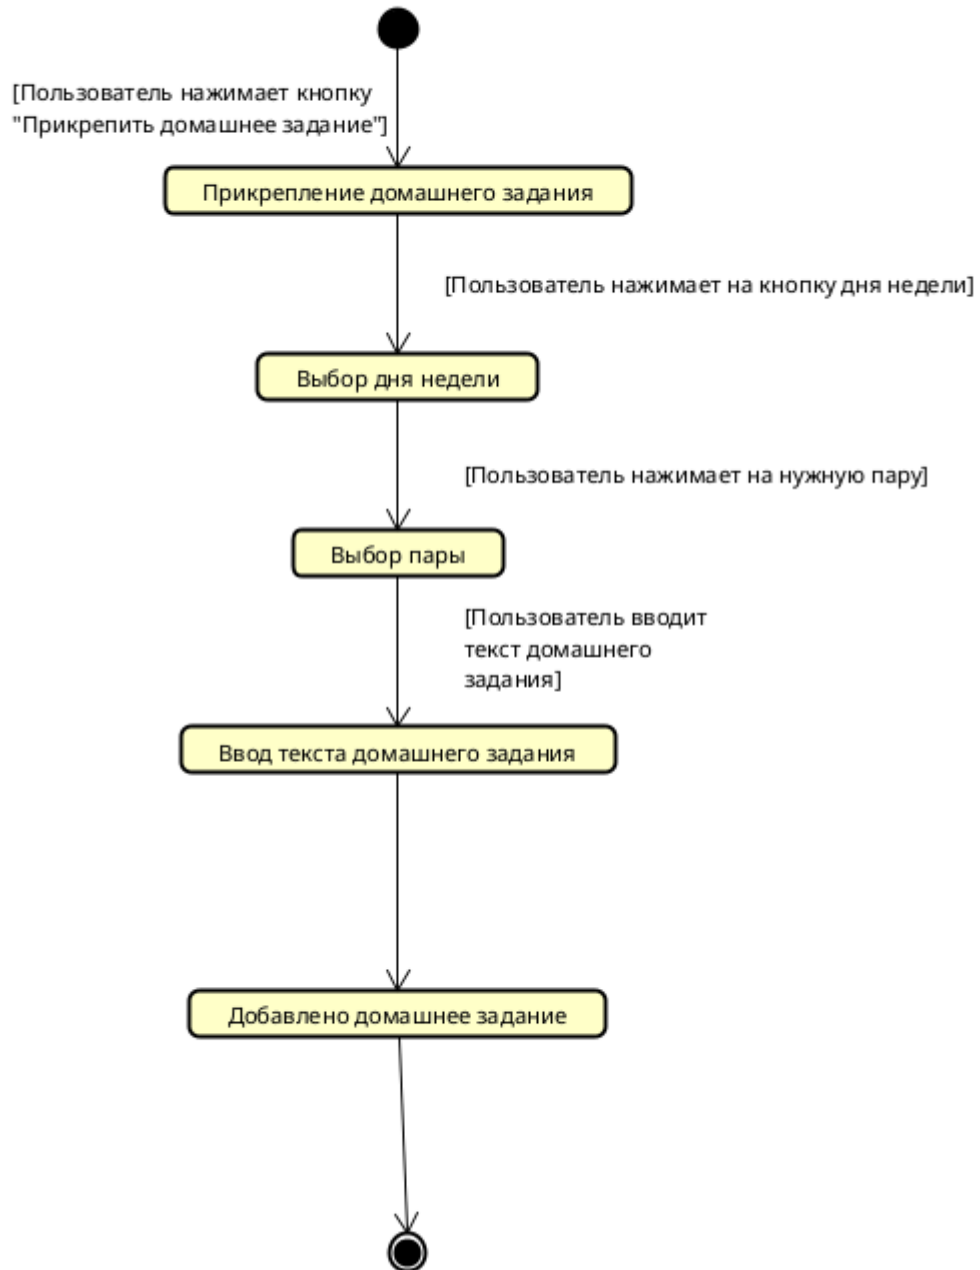 [Пользователь нажимает кнопку
"Прикрепить домашнее задание"]
Прикрепление домашнего задания
[Пользователь нажимает на кнопку дня недели]
Выбор дня недели
[Пользователь нажимает на нужную пару]
Выбор пары
[Пользователь вводит
текст домашнего
задания]
Ввод текста домашнего задания
Добавлено домашнее задание